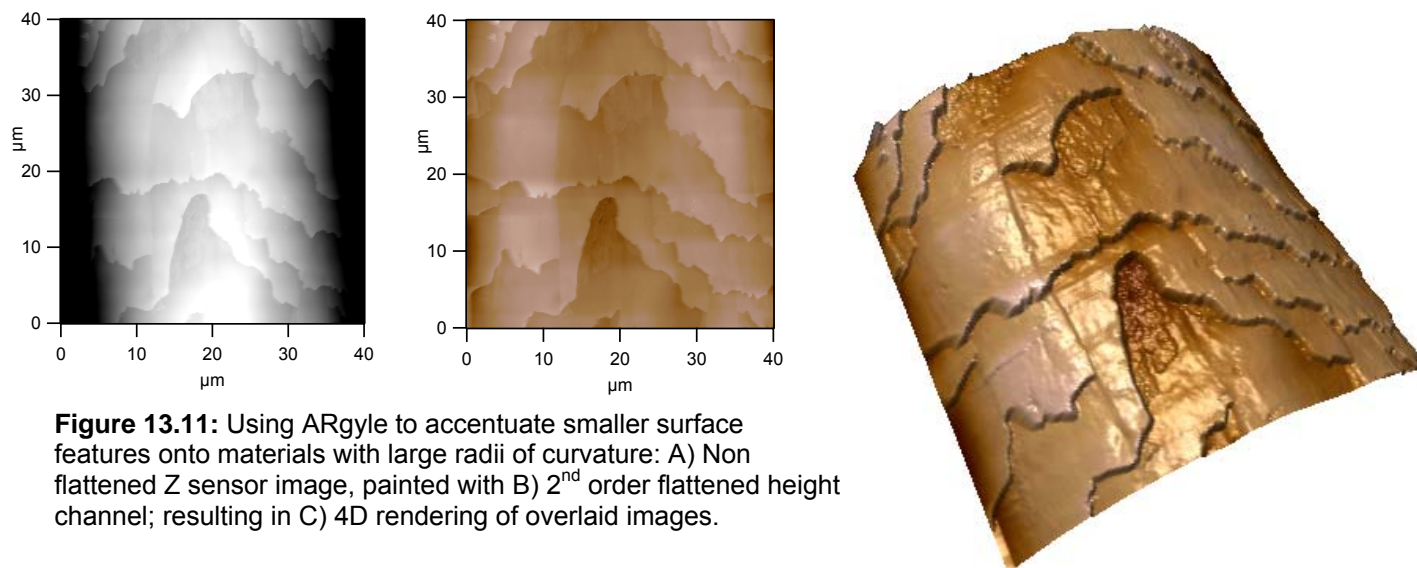 40
30
20
10
0
µm
0 10 20 30 40
µm
40
30
20
10
0
µm
0 10 20 30 40
µm
Figure 13.11: Using ARgyle to accentuate smaller surface
features onto materials with large radii of curvature: A) Non
flattened Z sensor image, painted with B) 2nd order flattened height
channel; resulting in C) 4D rendering of overlaid images.